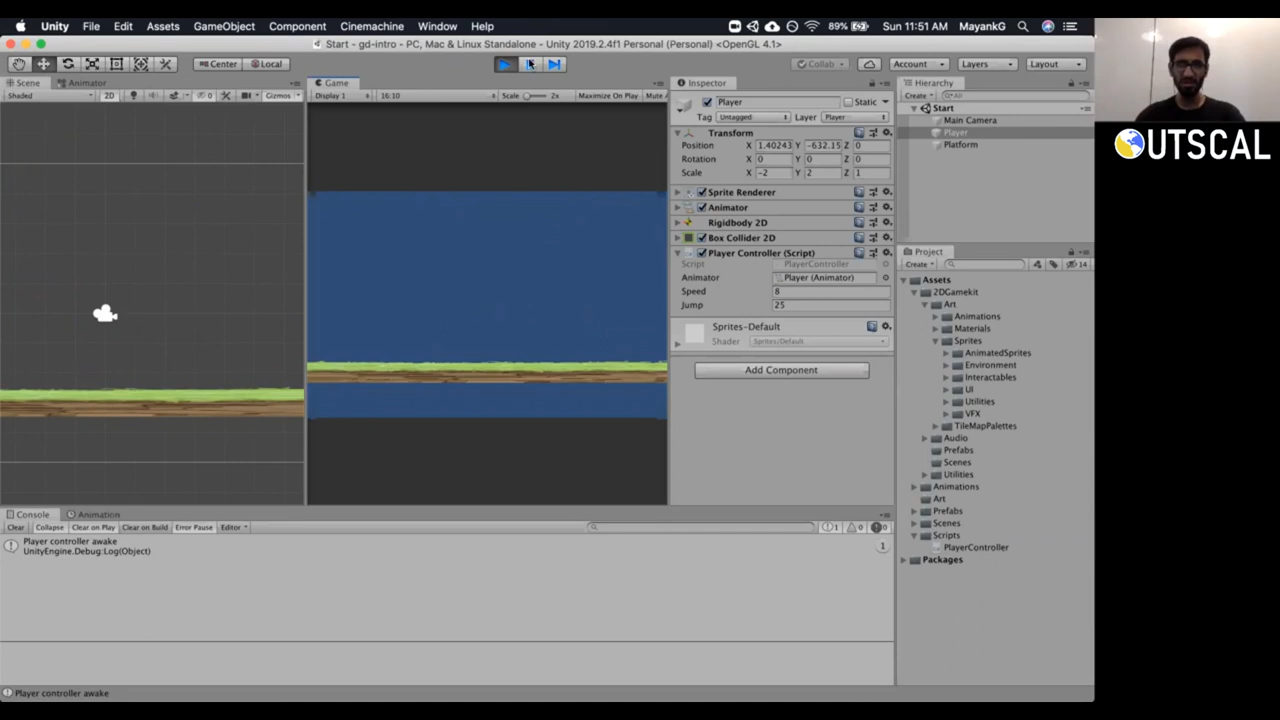 Unity File Edit Assets GameObject Component Cinemachine Window Help 89% Sun 11:51 AM MayankG
Start - gd-intro - PC, Mac & Linux Standalone - Unity 2019.2.4f1 Personal (Personal) <OpenGL 4.1>
Center Local Collab Account Layers Layout
Scene Animator Game Inspector Hierarchy
Shaded 2D 0 Gizmos Display 1 16:10 Scale 2x Maximize On Play Mute Create All
Player Static
Tag Untagged Layer Player
Transform
Position X 1.40243 Y -632.15 Z 0
Rotation X 0 Y 0 Z 0
Scale X -2 Y 2 Z 1
Sprite Renderer
Animator
Rigidbody 2D
Box Collider 2D
Player Controller (Script)
Script PlayerController
Animator Player (Animator)
Speed 8
Jump 25
Sprites-Default
Shader Sprites/Default
Add Component
Start
Main Camera
Player
Platform
Project
Create 14
Assets
2DGamekit
Art
Animations
Materials
Sprites
AnimatedSprites
Environment
Interactables
UI
Utilities
VFX
TileMapPalettes
Audio
Prefabs
Scenes
Utilities
Animations
Art
Prefabs
Scenes
Scripts
PlayerController
Packages
Console Animation
Clear Collapse Clear on Play Clear on Build Error Pause Editor 1 0 0
Player controller awake
UnityEngine.Debug:Log(Object)
1
Player controller awake
OUTSCAL